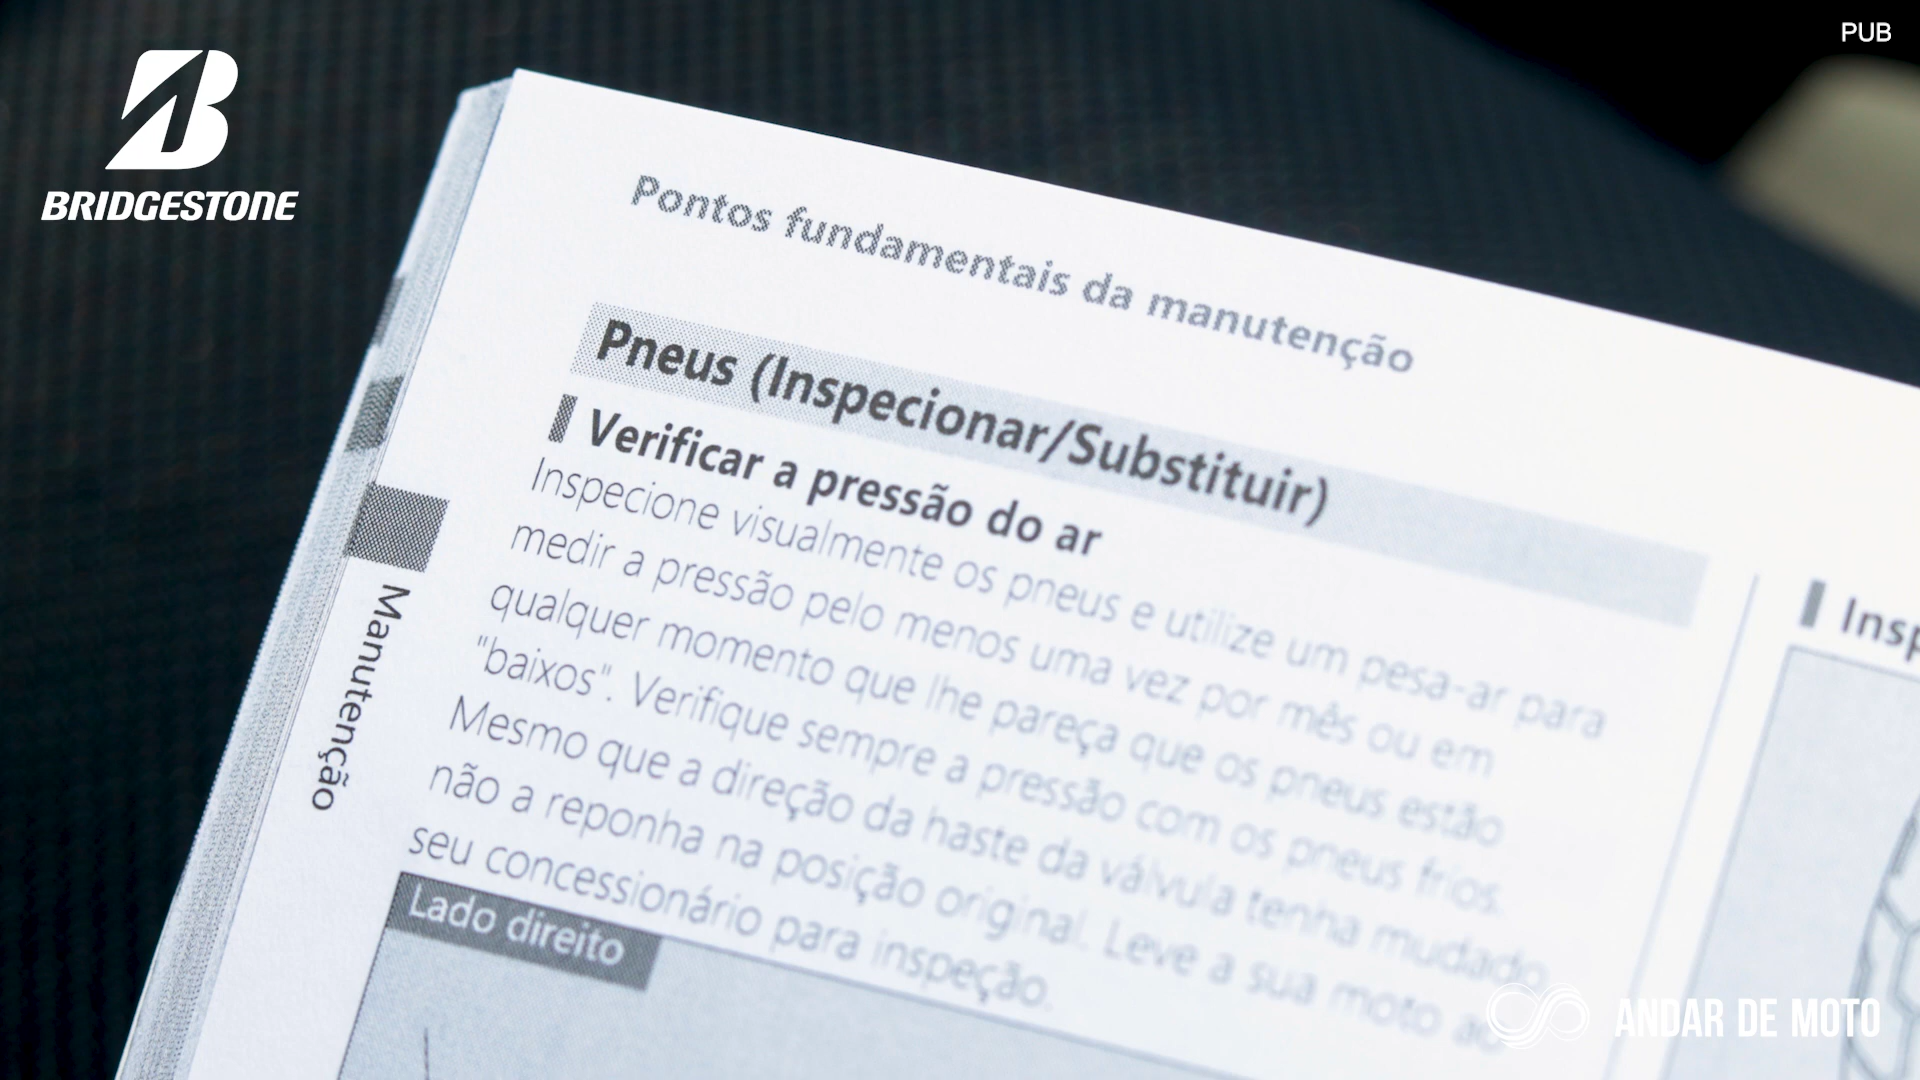 PUB
BRIDGESTONE
Pontos fundamentais da manutenção
Pneus (Inspecionar/Substituir)
Verificar a pressão do ar
Inspecione visualmente os pneus e utilize um pesa-ar para
medir a pressão pelo menos uma vez por mês ou em
qualquer momento que lhe pareça que os pneus estão
"baixos". Verifique sempre a pressão com os pneus frios.
Mesmo que a direção da haste da válvula tenha mudado,
não a reponha na posição original. Leve a sua moto ao
seu concessionário para inspeção.
Lado direito
Manutenção
ANDAR DE MOTO